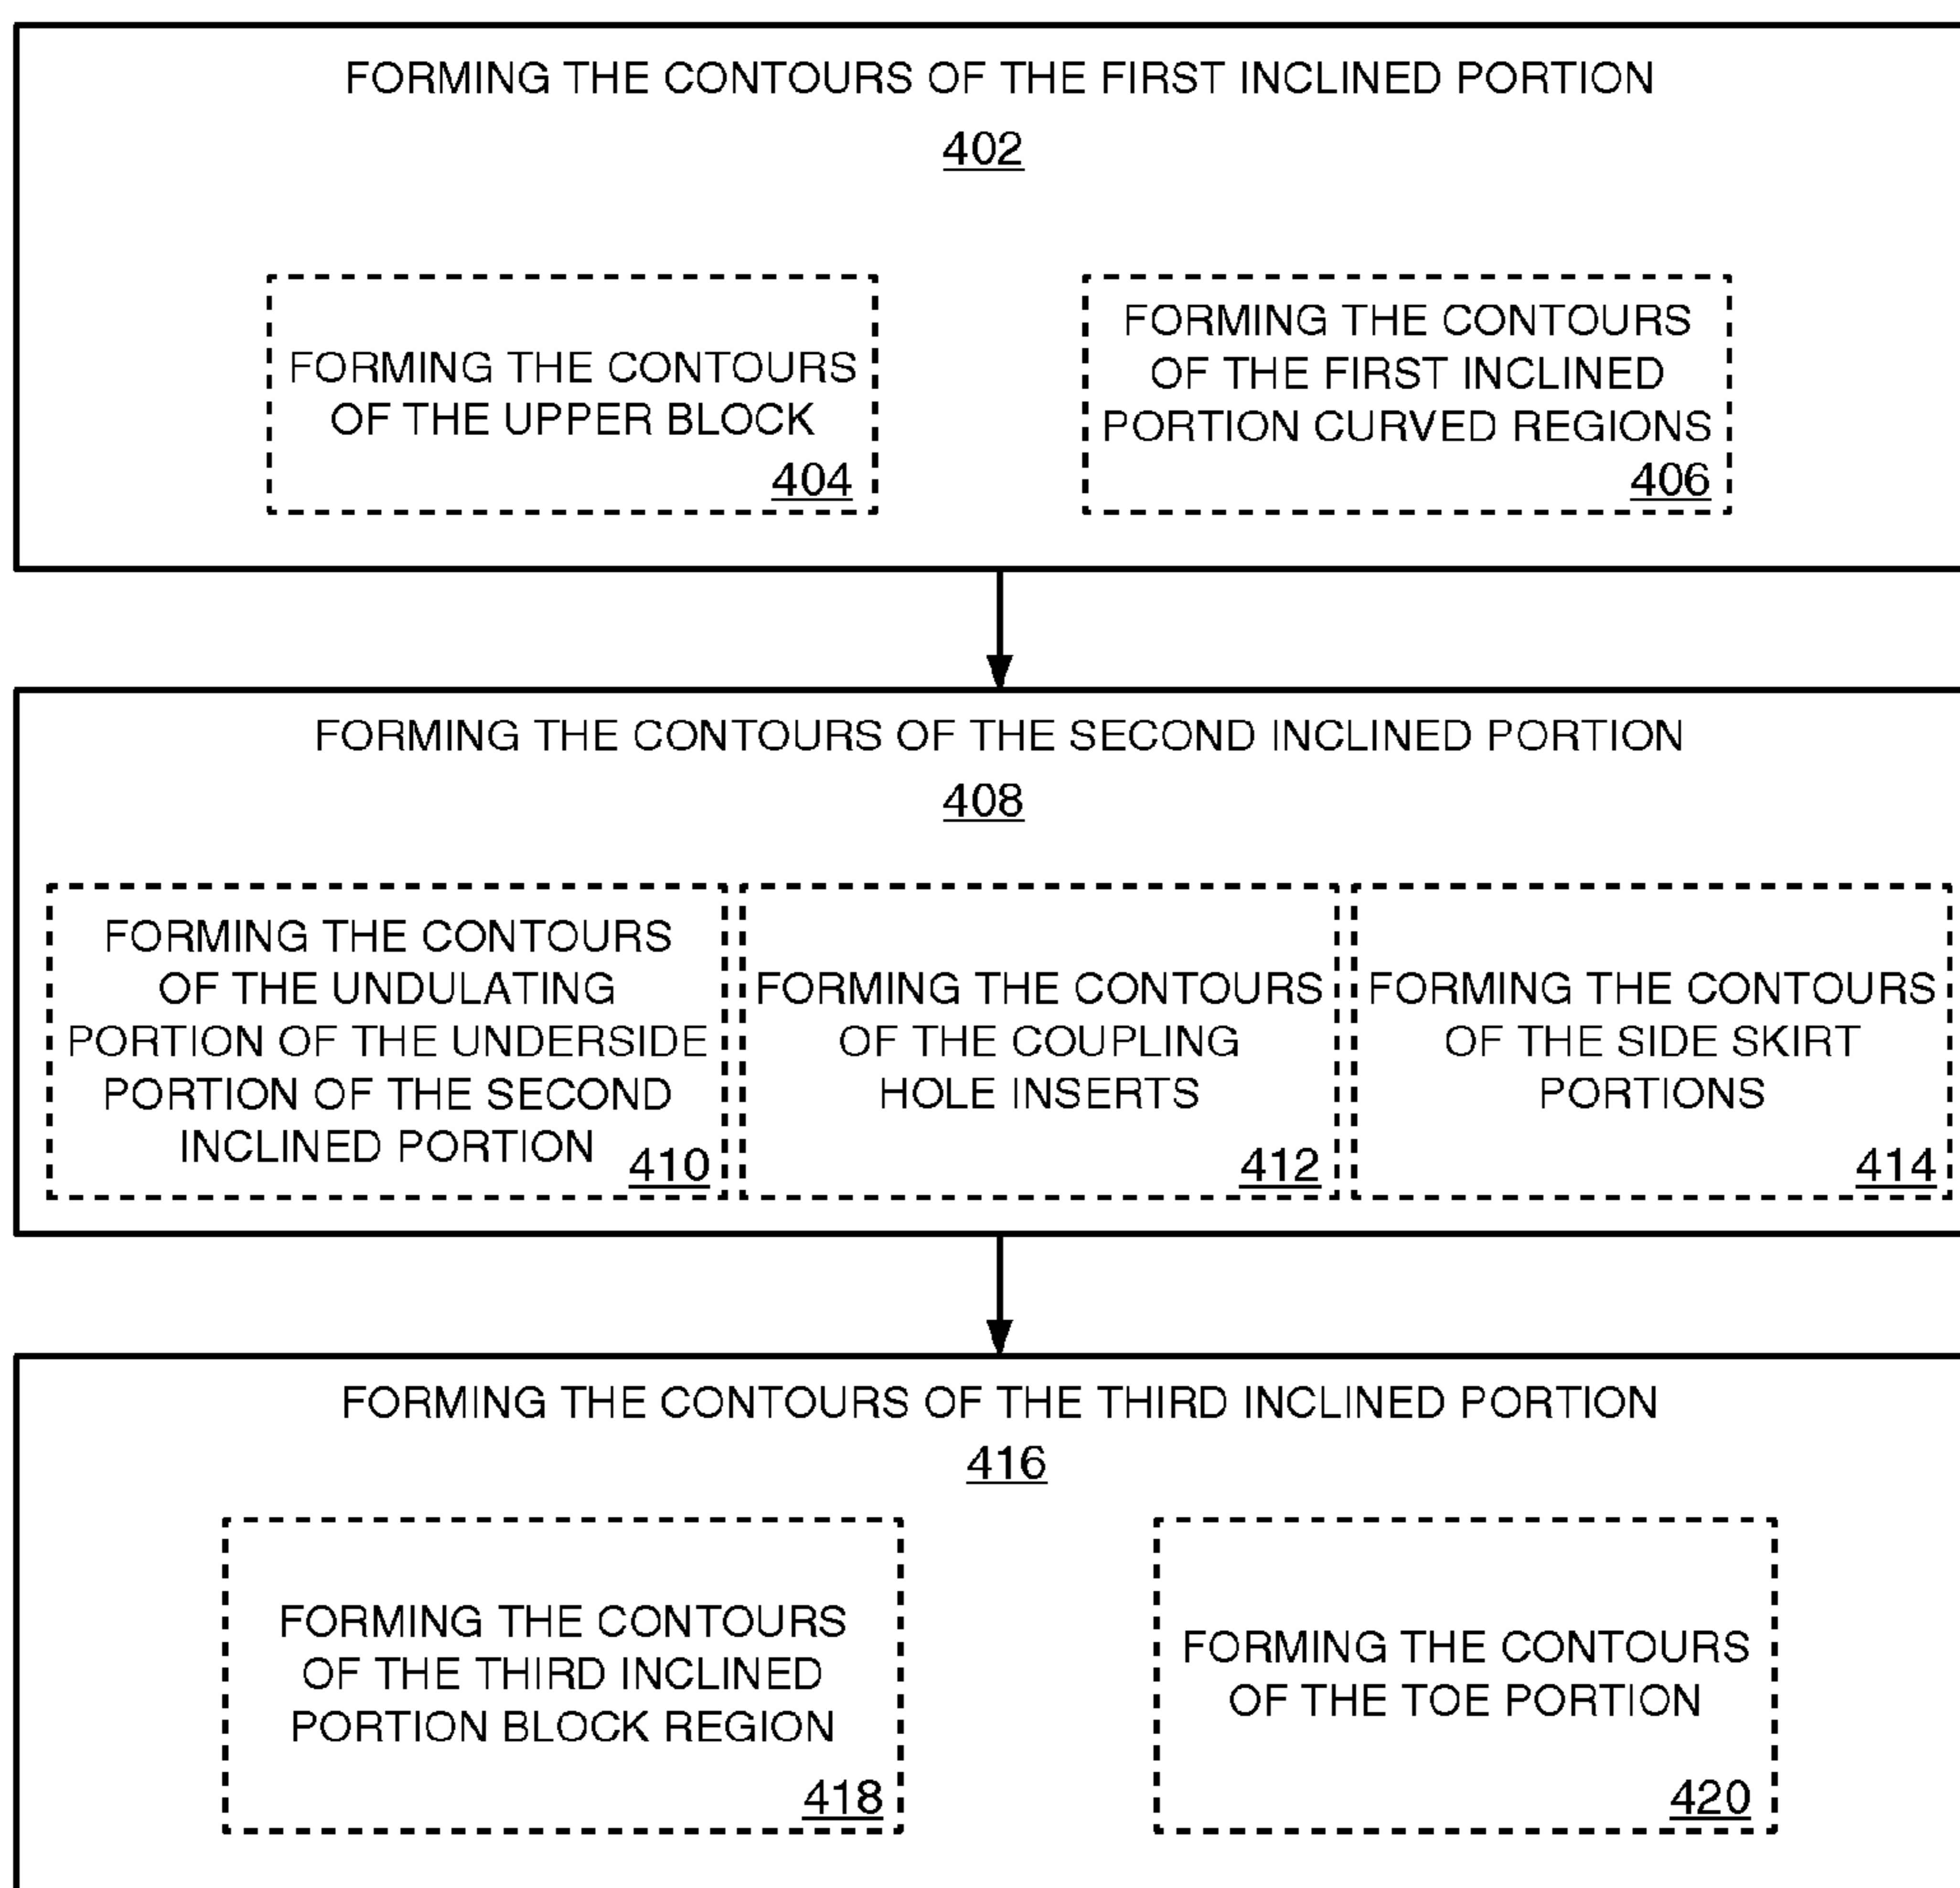 FORMING THE CONTOURS OF THE FIRST INCLINED PORTION
402
FORMING THE CONTOURS
OF THE UPPER BLOCK
404
FORMING THE CONTOURS
OF THE FIRST INCLINED
PORTION CURVED REGIONS
406
FORMING THE CONTOURS OF THE SECOND INCLINED PORTION
408
FORMING THE CONTOURS
OF THE UNDULATING
PORTION OF THE UNDERSIDE
PORTION OF THE SECOND
INCLINED PORTION
410
FORMING THE CONTOURS
OF THE COUPLING
HOLE INSERTS
412
FORMING THE CONTOURS
OF THE SIDE SKIRT
PORTIONS
414
FORMING THE CONTOURS OF THE THIRD INCLINED PORTION
416
FORMING THE CONTOURS
OF THE THIRD INCLINED
PORTION BLOCK REGION
418
FORMING THE CONTOURS
OF THE TOE PORTION
420